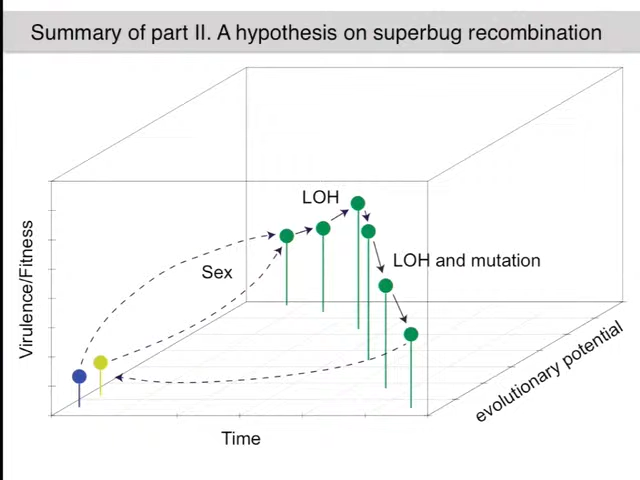 Summary of part II. A hypothesis on superbug recombination
LOH
Sex
LOH and mutation
Virulence/Fitness
evolutionary potential
Time